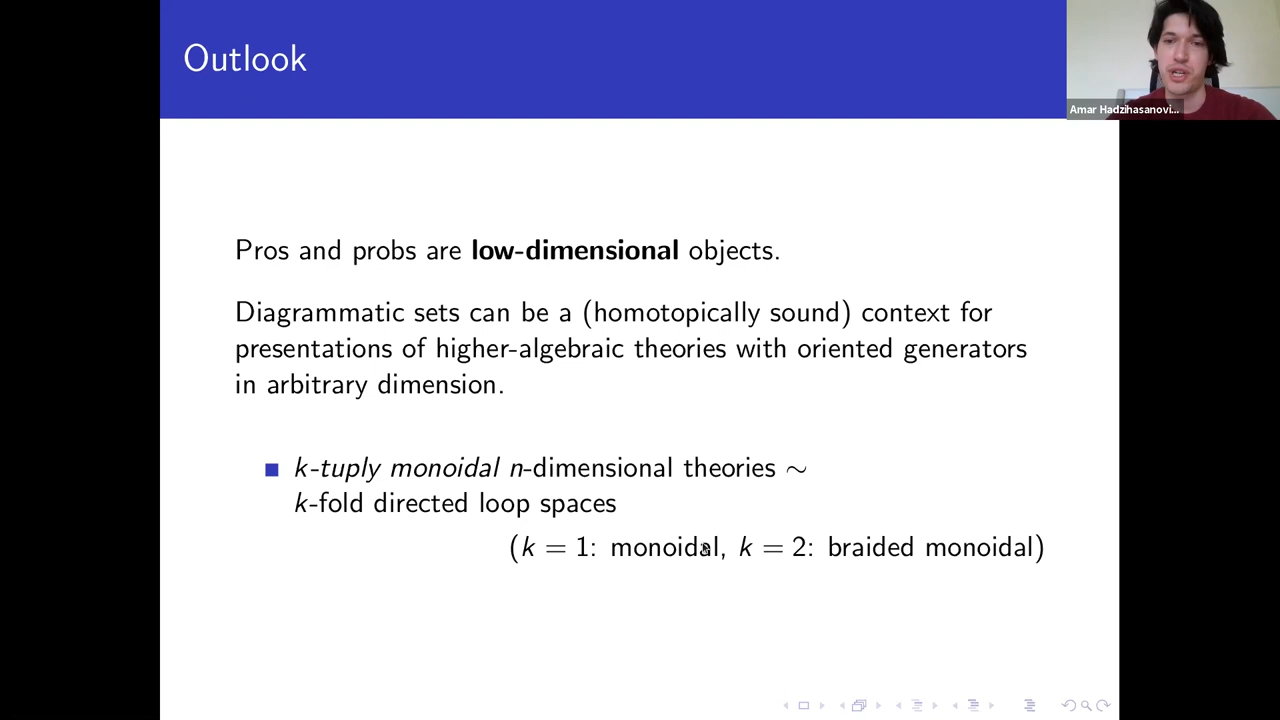 Outlook
Amar Hadzihasanovi...
Pros and probs are low-dimensional objects.
Diagrammatic sets can be a (homotopically sound) context for
presentations of higher-algebraic theories with oriented generators
in arbitrary dimension.
k-tuply monoidal n-dimensional theories ∼
k-fold directed loop spaces
(k = 1: monoidal, k = 2: braided monoidal)